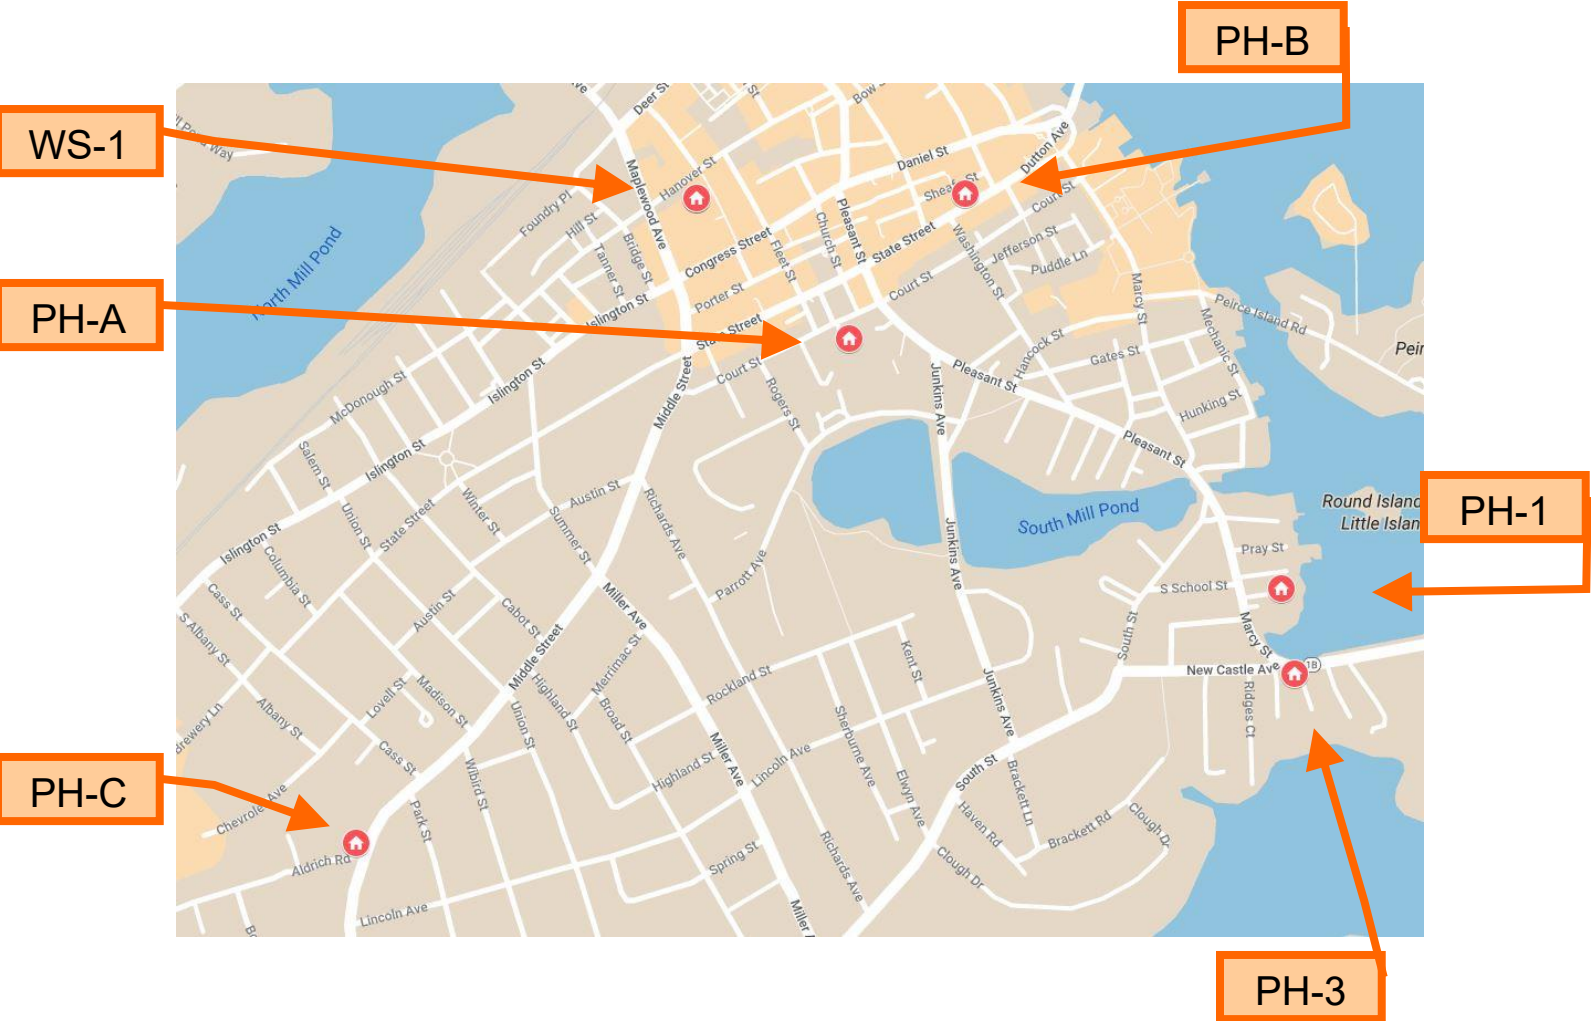 PH-B
WS-1
PH-A
PH-1
PH-C
PH-3
Deer St
Bow
Mill Pond Way
Maplewood Ave
Hanover St
Daniel St
Dutton Ave
Foundry Pl
Hill St
Sheafe St
Court St
Tanner St
Bridge St
Congress Street
Fleet St
Church St
Pleasant St
State Street
Washington St
Jefferson St
Puddle Ln
North Mill Pond
Islington St
Porter St
Court St
Marcy St
Peirce Island Rd
State Street
Mechanic St
Hancock St
Gates St
Peir
Islington St
Court St
Rogers St
Junkins Ave
Pleasant St
McDonough St
Middle Street
Hunking St
Salem St
Islington St
Pleasant St
Winter St
Austin St
Richards Ave
Round Island
Little Islan
South Mill Pond
Union St
State Street
Summer St
Junkins Ave
Islington St
Columbia St
Pray St
Parrott Ave
S School St
Cass St
Austin St
Cabot St
Miller Ave
S Albany St
Middle Street
Merrimac St
Kent St
South St
Marcy St
New Castle Ave
1B
Rockland St
Junkins Ave
Ridges Ct
Brewery Ln
Albany St
Lovell St
Madison St
Highland St
Union St
Broad St
Sherburne Ave
Cass St
Miller Ave
Lincoln Ave
Highland St
Wibird St
Elwyn Ave
South St
Brackett Ln
Chevrolet Ave
Park St
Haven Rd
Brackett Rd
Clough Dr
Aldrich Rd
Spring St
Richards Ave
Clough Dr
Lincoln Ave
Miller